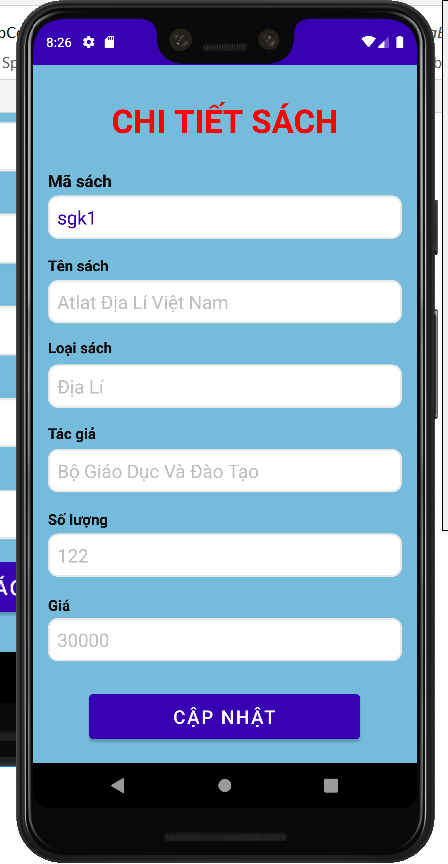 8:26
CHI TIẾT SÁCH
Mã sách
sgk1
Tên sách
Atlat Địa Lí Việt Nam
Loại sách
Địa Lí
Tác giả
Bộ Giáo Dục Và Đào Tạo
Số lượng
122
Giá
30000
CẬP NHẬT